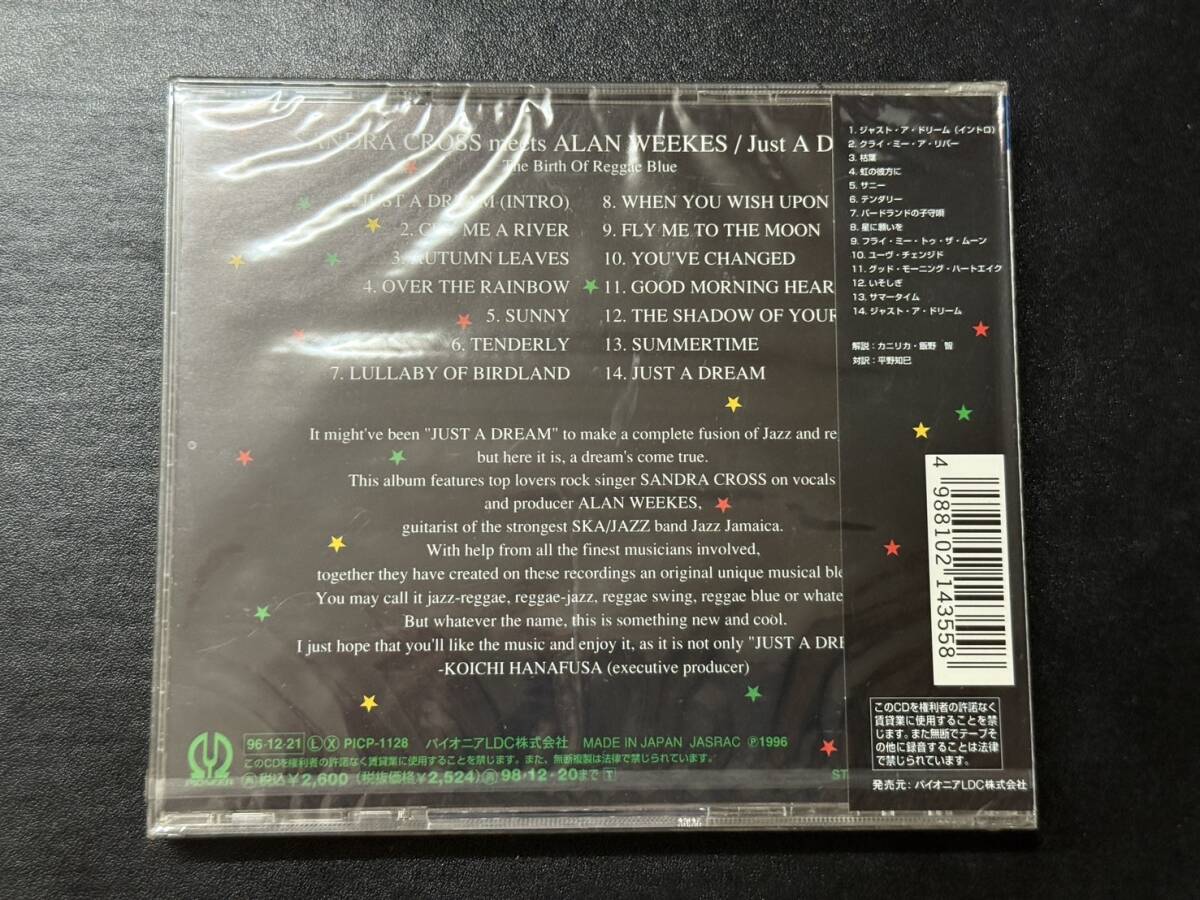 ANDRA CROSS meets ALAN WEEKES / Just A D
The Birth Of Reggae Blue
JUST A DREAM (INTRO)
2. CRY ME A RIVER
3. AUTUMN LEAVES
4. OVER THE RAINBOW
5. SUNNY
6. TENDERLY
7. LULLABY OF BIRDLAND
8. WHEN YOU WISH UPON
9. FLY ME TO THE MOON
10. YOU'VE CHANGED
11. GOOD MORNING HEAR
12. THE SHADOW OF YOUR
13. SUMMERTIME
14. JUST A DREAM
It might've been "JUST A DREAM" to make a complete fusion of Jazz and re
but here it is, a dream's come true.
This album features top lovers rock singer SANDRA CROSS on vocals
and producer ALAN WEEKES,
guitarist of the strongest SKA/JAZZ band Jazz Jamaica.
With help from all the finest musicians involved,
together they have created on these recordings an original unique musical ble
You may call it jazz-reggae, reggae-jazz, reggae swing, reggae blue or whate
But whatever the name, this is something new and cool.
I just hope that you'll like the music and enjoy it, as it is not only "JUST A DRE
-KOICHI HANAFUSA (executive producer)
PIONEER
96·12·21 L X PICP-1128 パイオニアLDC株式会社 MADE IN JAPAN JASRAC ℗1996
このCDを権利者の許諾なく賃貸業に使用することを禁じます。また、無断複製は法律で禁じられています。
税込¥2,600 (税抜価格¥2,524) 再 98·12·20まで T
ST
1. ジャスト・ア・ドリーム (イントロ)
2. クライ・ミー・ア・リバー
3. 枯葉
4. 虹の彼方に
5. サニー
6. テンダリー
7. バードランドの子守唄
8. 星に願いを
9. フライ・ミー・トゥ・ザ・ムーン
10. ユーヴ・チェンジド
11. グッド・モーニング・ハートエイク
12. いそしぎ
13. サマータイム
14. ジャスト・ア・ドリーム
解説：カニリカ・飯野 智
対訳：平野知巳
4 988102 143558
このCDを権利者の許諾なく
賃貸業に使用することを禁
じます。また無断でテープそ
の他に録音することは法律
で禁じられています。
発売元：パイオニアLDC株式会社